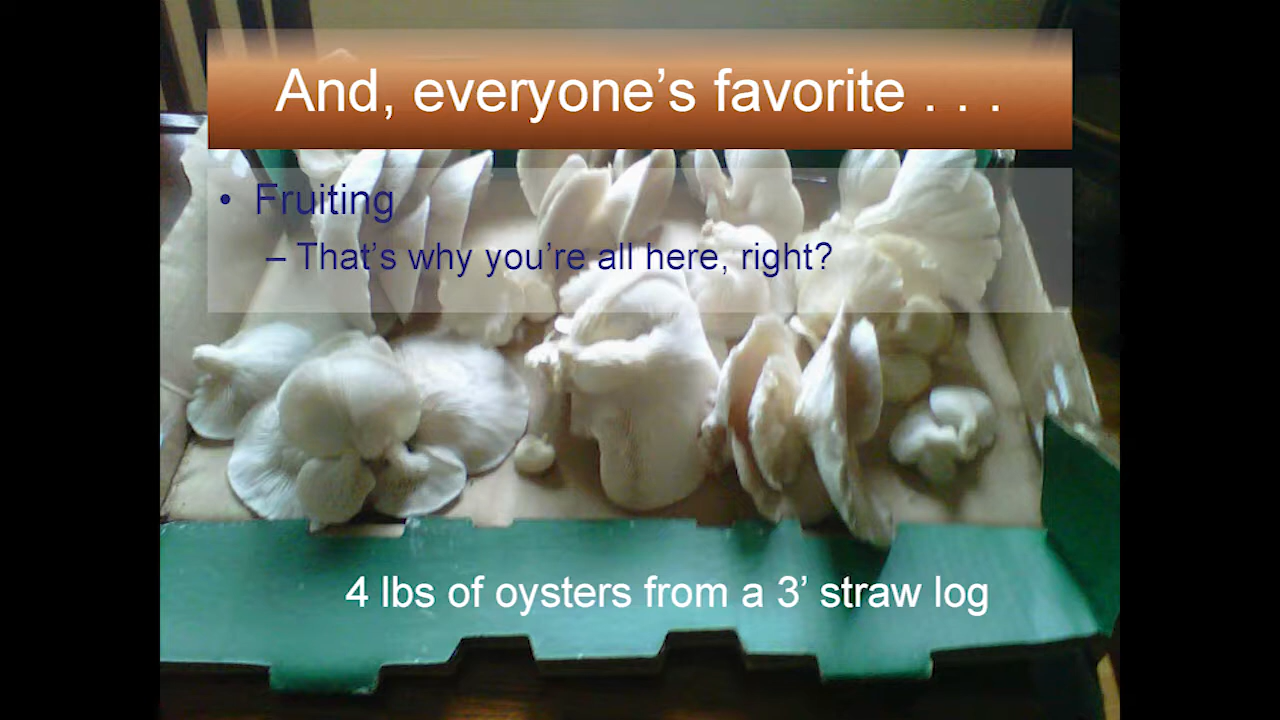 And, everyone's favorite . . .
• Fruiting
– That's why you're all here, right?
4 lbs of oysters from a 3' straw log